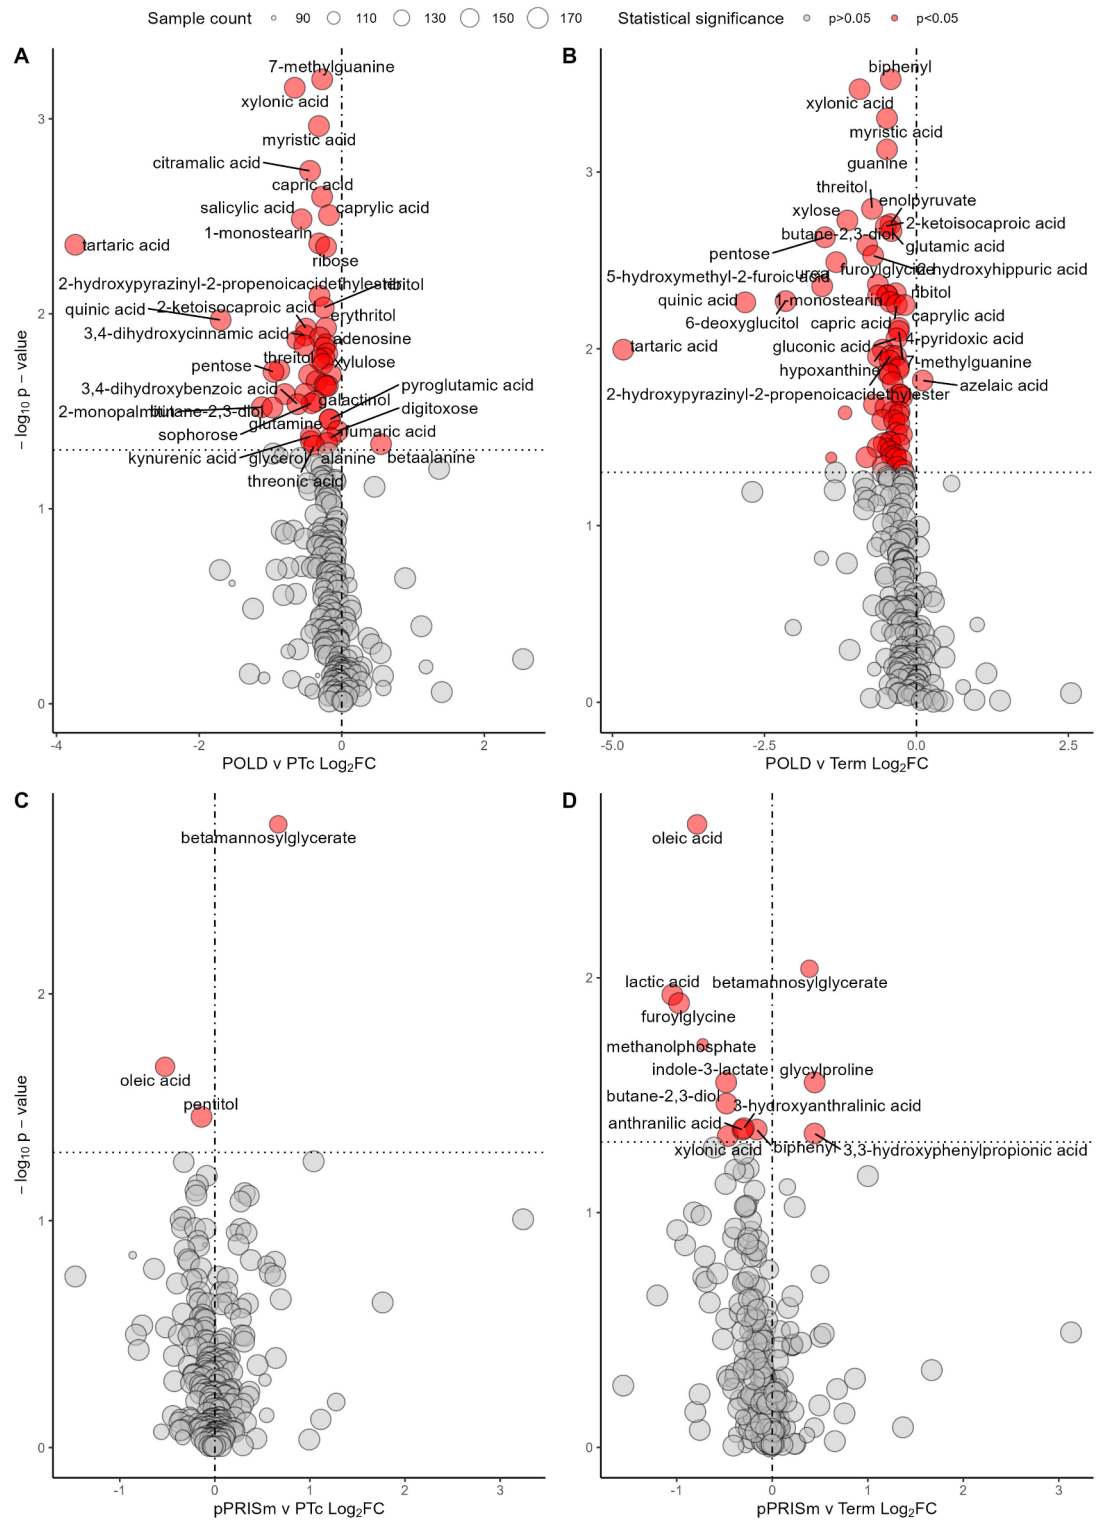 Sample count 90 110 130 150 170 Statistical significance p>0.05 p<0.05
A
7-methylguanine
xylonic acid
3
myristic acid
citramalic acid
capric acid
salicylic acid
caprylic acid
1-monostearin
tartaric acid
ribose
2-hydroxypyrazinyl-2-propenoicacidethylester
ribitol
quinic acid
2-ketoisocaproic acid
2
erythritol
3,4-dihydroxycinnamic acid
adenosine
threitol
xylulose
pentose
pyroglutamic acid
3,4-dihydroxybenzoic acid
galactinol
2-monopalmitin
butane-2,3-diol
digitoxose
glutamine
fumaric acid
sophorose
kynurenic acid
glycerol
alanine
betaalanine
threonic acid
1
0
− log10 p − value
-4 -2 0 2
POLD v PTc Log2FC
B
biphenyl
xylonic acid
myristic acid
guanine
3
threitol
enolpyruvate
xylose
2-ketoisocaproic acid
butane-2,3-diol
glutamic acid
pentose
furoylglycine
2-hydroxyhippuric acid
5-hydroxymethyl-2-furoic acid
urea
ribitol
quinic acid
1-monostearin
caprylic acid
6-deoxyglucitol
capric acid
4-pyridoxic acid
tartaric acid
gluconic acid
2
7-methylguanine
hypoxanthine
azelaic acid
2-hydroxypyrazinyl-2-propenoicacidethylester
1
0
-5.0 -2.5 0.0 2.5
POLD v Term Log2FC
C
betamannosylglycerate
2
oleic acid
pentitol
1
0
− log10 p − value
-1 0 1 2 3
pPRISm v PTc Log2FC
D
oleic acid
2
lactic acid
betamannosylglycerate
furoylglycine
methanolphosphate
indole-3-lactate
glycylproline
butane-2,3-diol
3-hydroxyanthralinic acid
anthranilic acid
xylonic acid
biphenyl
3,3-hydroxyphenylpropionic acid
1
0
-1 0 1 2 3
pPRISm v Term Log2FC